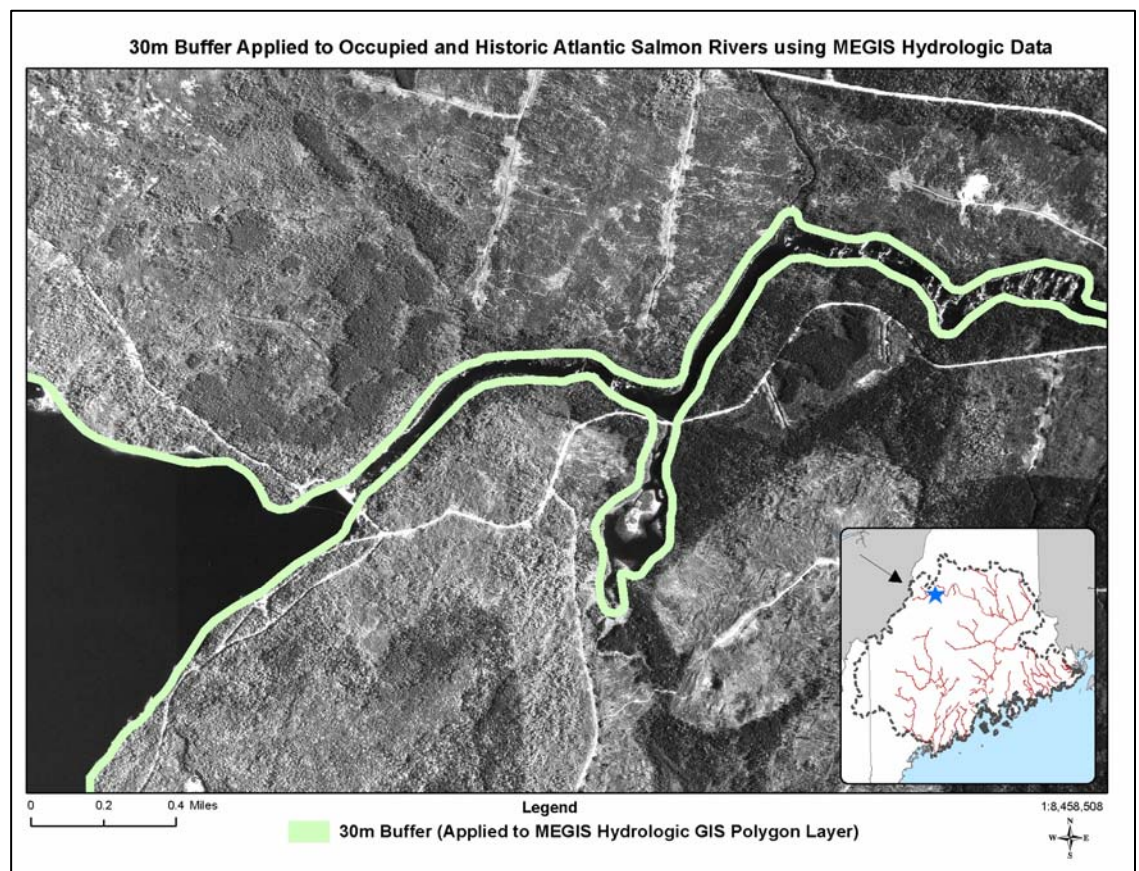 30m Buffer Applied to Occupied and Historic Atlantic Salmon Rivers using MEGIS Hydrologic Data
0 0.2 0.4 Miles
Legend
1:8,458,508
30m Buffer (Applied to MEGIS Hydrologic GIS Polygon Layer)
N
W E
S